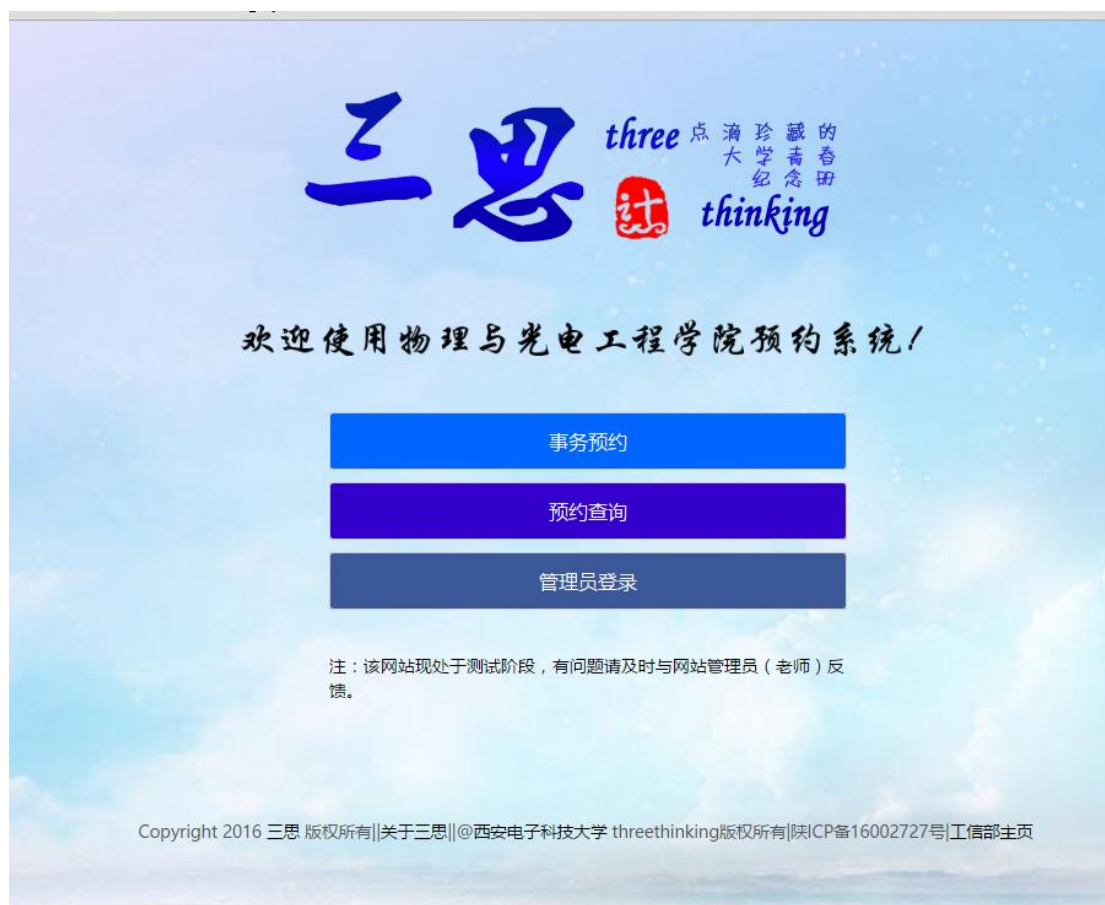 三思
three 点滴珍藏的
大学青春
纪念册
计
thinking
欢迎使用物理与光电工程学院预约系统!
事务预约
预约查询
管理员登录
注：该网站现处于测试阶段，有问题请及时与网站管理员（老师）反
馈。
Copyright 2016 三思 版权所有||关于三思||@西安电子科技大学 threethinking版权所有|陕ICP备16002727号|工信部主页